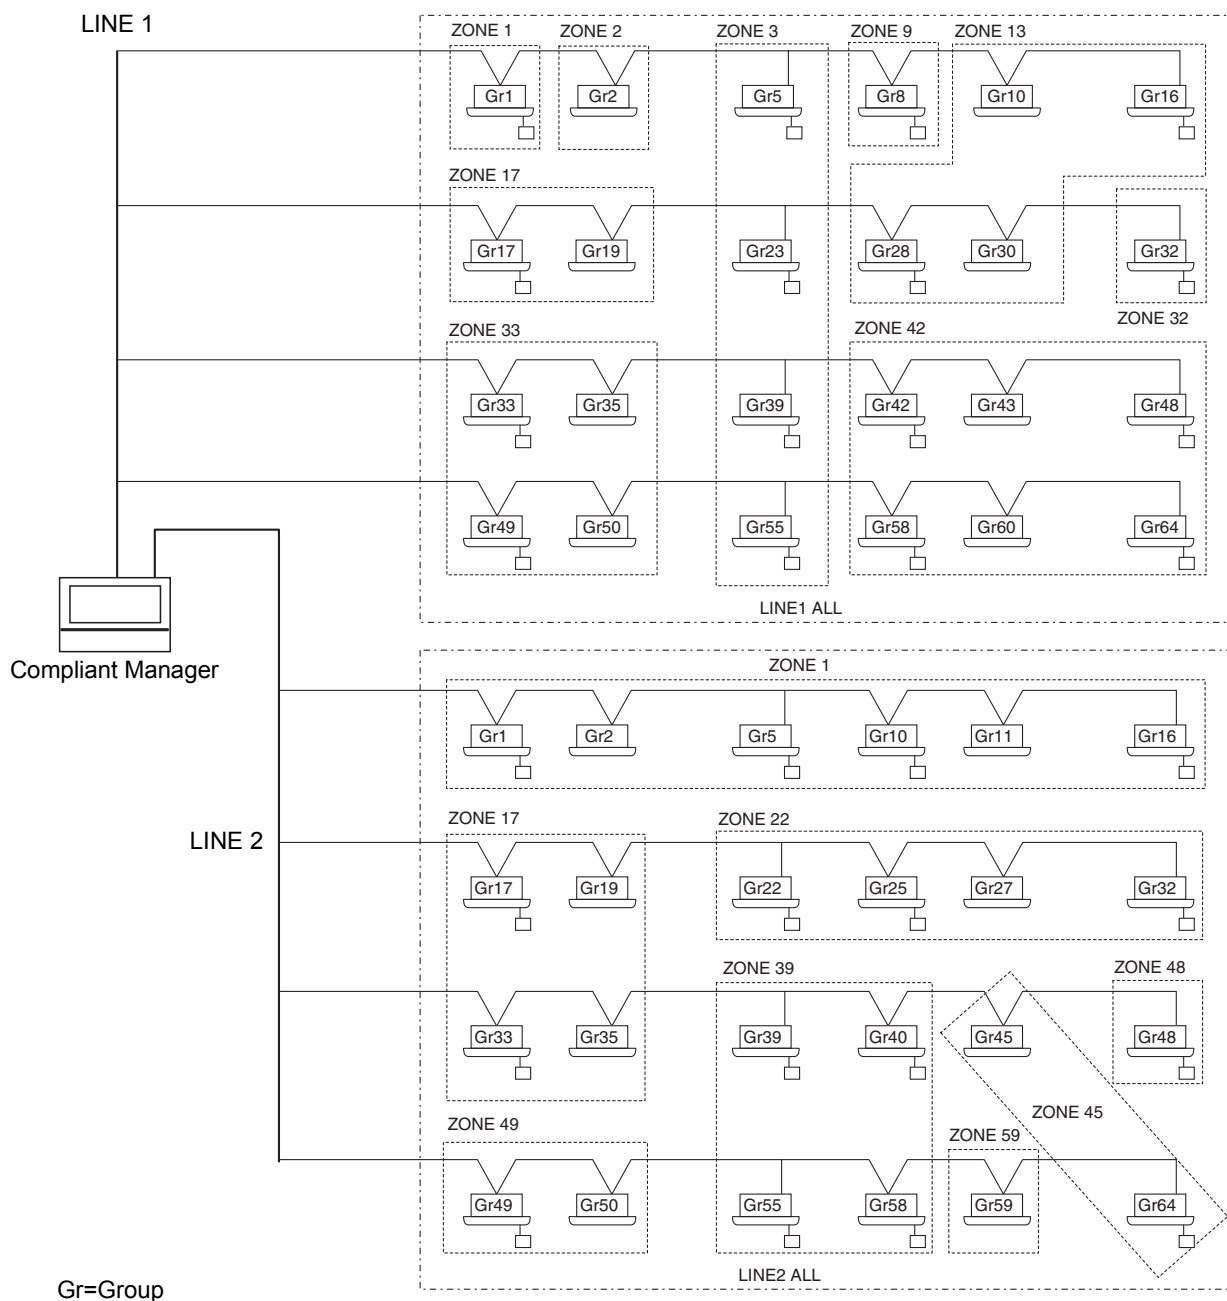 LINE 1
ZONE 1 ZONE 2 ZONE 3 ZONE 9 ZONE 13
Gr1 Gr2 Gr5 Gr8 Gr10 Gr16
ZONE 17
Gr17 Gr19 Gr23 Gr28 Gr30 Gr32
ZONE 32
ZONE 33 ZONE 42
Gr33 Gr35 Gr39 Gr42 Gr43 Gr48
Gr49 Gr50 Gr55 Gr58 Gr60 Gr64
LINE1 ALL
Compliant Manager
ZONE 1
Gr1 Gr2 Gr5 Gr10 Gr11 Gr16
LINE 2
ZONE 17 ZONE 22
Gr17 Gr19 Gr22 Gr25 Gr27 Gr32
ZONE 39 ZONE 48
Gr33 Gr35 Gr39 Gr40 Gr45 Gr48
ZONE 45
ZONE 49 ZONE 59
Gr49 Gr50 Gr55 Gr58 Gr59 Gr64
LINE2 ALL
Gr=Group